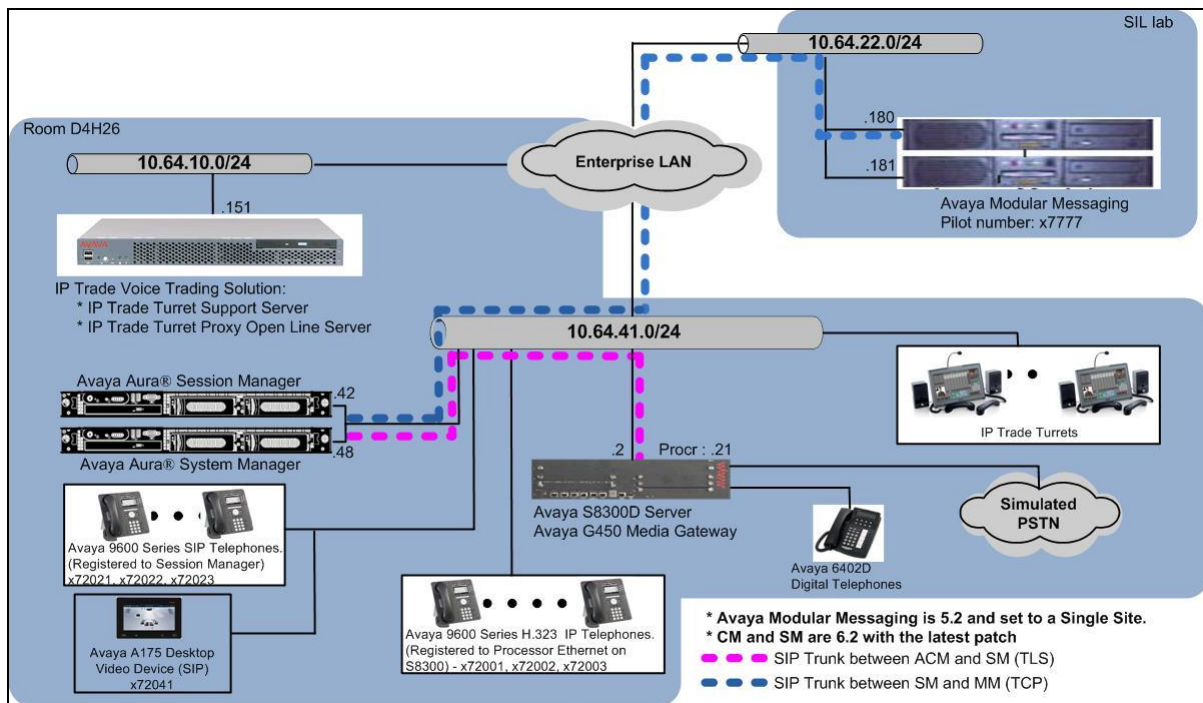 SIL lab
10.64.22.0/24
Room D4H26
.180
10.64.10.0/24
Enterprise LAN
.181
.151
Avaya Modular Messaging
Pilot number: x7777
AVAYA
IP Trade Voice Trading Solution:
* IP Trade Turret Support Server
* IP Trade Turret Proxy Open Line Server
10.64.41.0/24
Avaya Aura® Session Manager
.42
IP Trade Turrets
Avaya Aura® System Manager
.48
.2
Procr : .21
Avaya S8300D Server
Avaya G450 Media Gateway
Simulated
PSTN
Avaya 9600 Series SIP Telephones.
(Registered to Session Manager)
x72021, x72022, x72023
Avaya 6402D
Digital Telephones
Avaya A175 Desktop
Video Device (SIP)
x72041
Avaya 9600 Series H.323 IP Telephones.
(Registered to Processor Ethernet on
S8300) - x72001, x72002, x72003
* Avaya Modular Messaging is 5.2 and set to a Single Site.
* CM and SM are 6.2 with the latest patch
SIP Trunk between ACM and SM (TLS)
SIP Trunk between SM and MM (TCP)